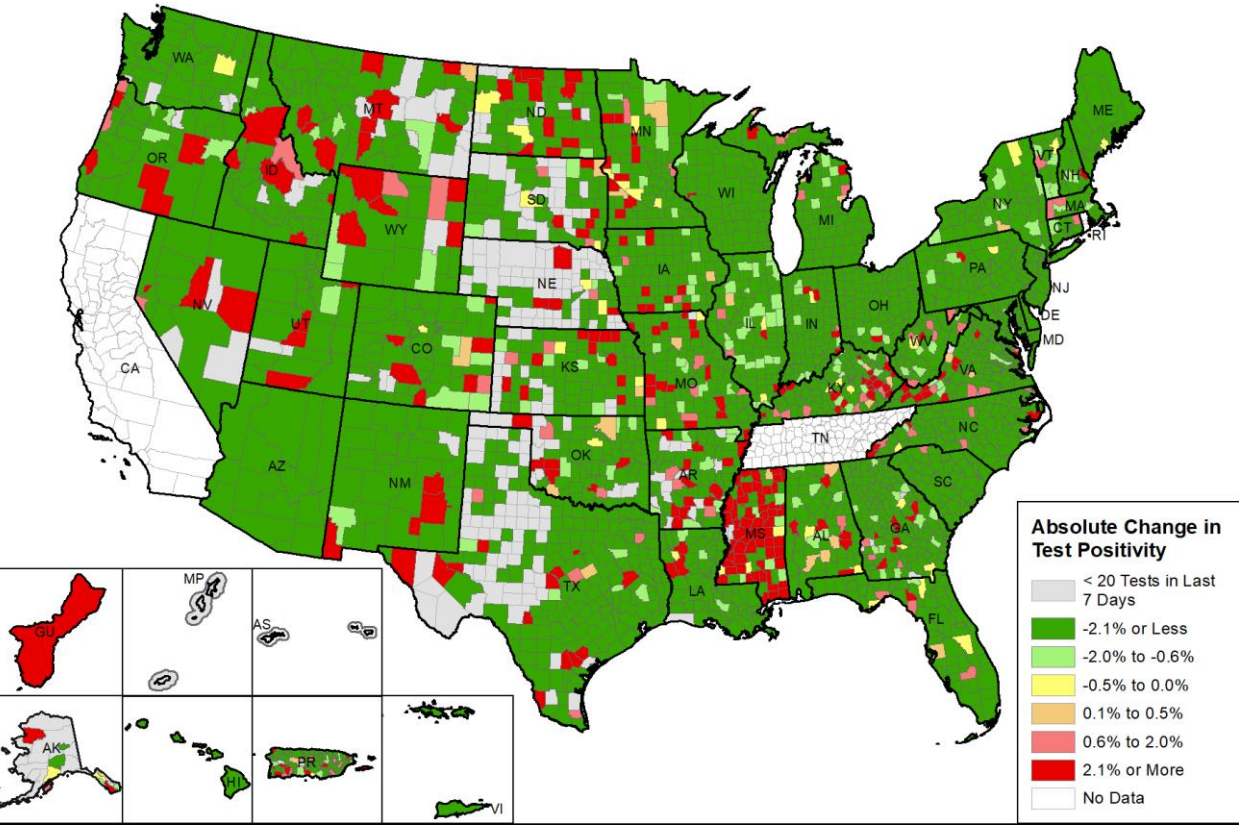 WA
MT
ND
MN
ME
OR
ID
SD
WI
VT
NH
NY
MA
MI
CT
RI
WY
IA
PA
NE
NJ
NV
UT
CO
IL
IN
OH
DE
MD
WV
CA
KS
MO
KY
VA
TN
NC
AZ
NM
OK
AR
SC
MS
AL
GA
TX
LA
FL
GU
MP
AS
AK
HI
PR
VI
Absolute Change in
Test Positivity
< 20 Tests in Last
7 Days
-2.1% or Less
-2.0% to -0.6%
-0.5% to 0.0%
0.1% to 0.5%
0.6% to 2.0%
2.1% or More
No Data